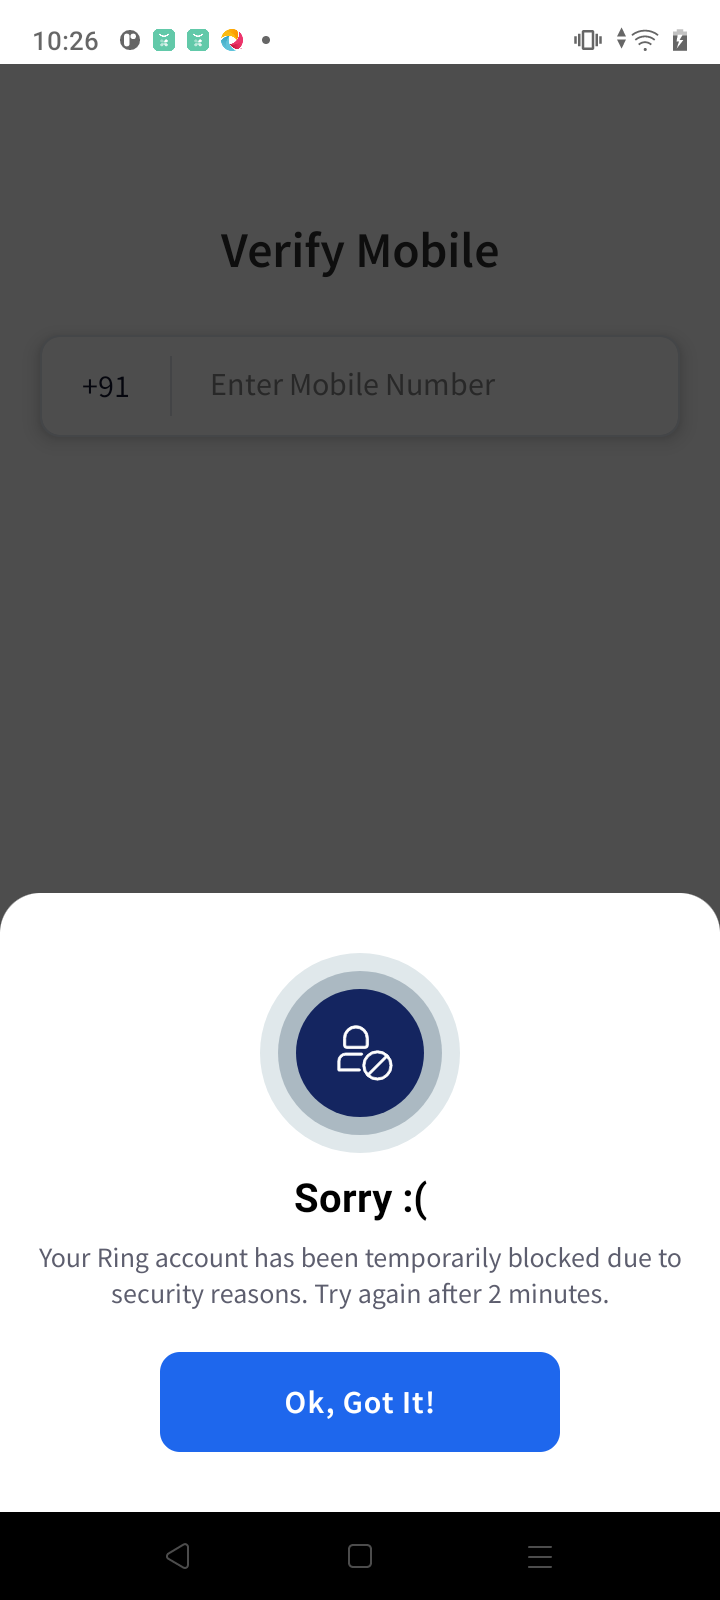 10:26
Verify Mobile
+91
Enter Mobile Number
Sorry :(
Your Ring account has been temporarily blocked due to
security reasons. Try again after 2 minutes.
Ok, Got It!